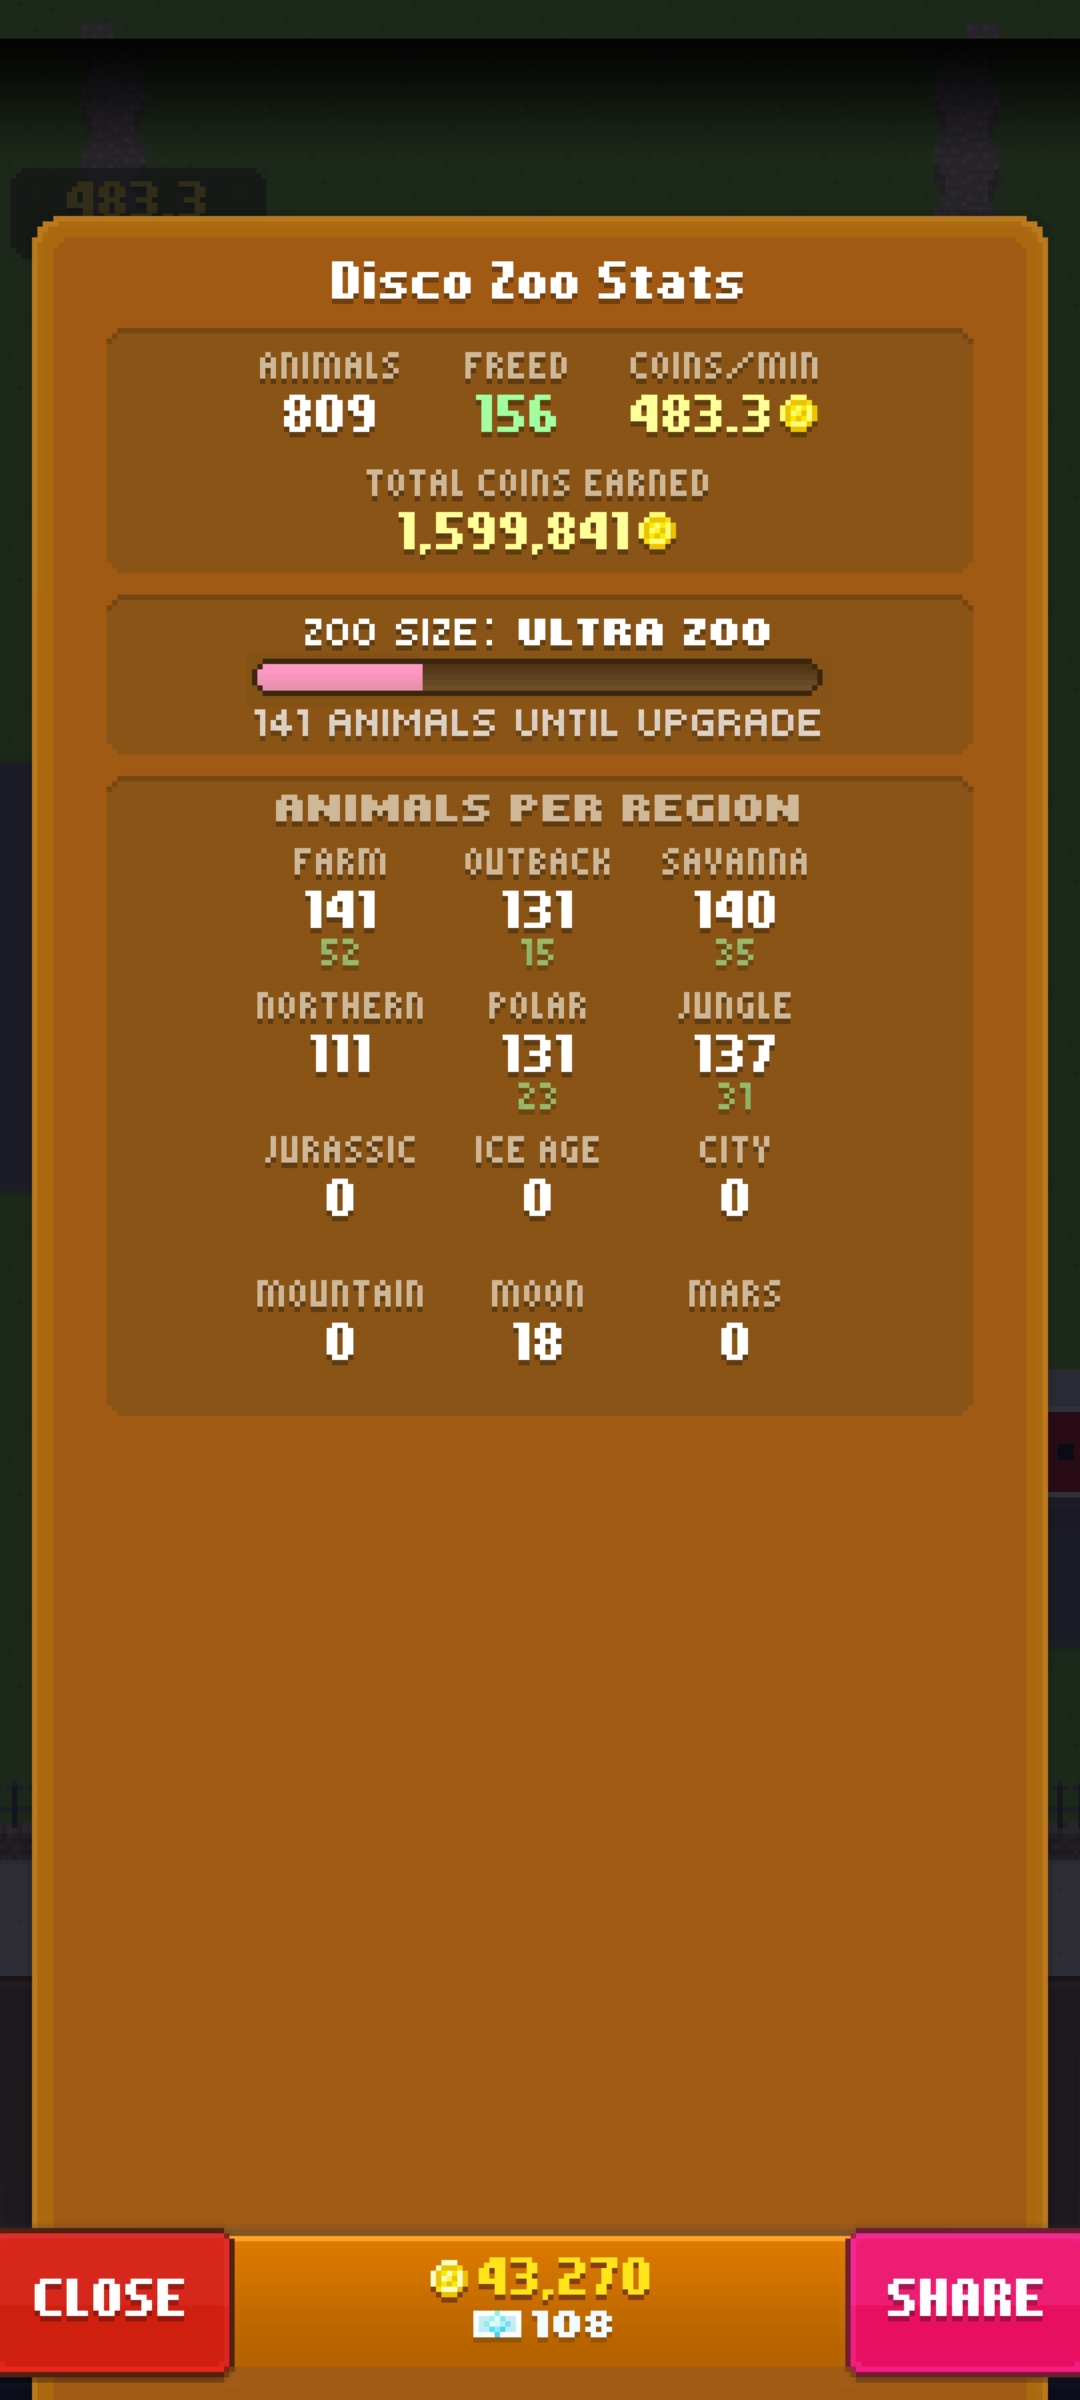 483.3
Disco Zoo Stats
ANIMALS FREED COINS/MIN
809 156 483.3
TOTAL COINS EARNED
1,599,841
ZOO SIZE: ULTRA ZOO
141 ANIMALS UNTIL UPGRADE
ANIMALS PER REGION
FARM OUTBACK SAVANNA
141 131 140
52 15 35
NORTHERN POLAR JUNGLE
111 131 137
23 31
JURASSIC ICE AGE CITY
0 0 0
MOUNTAIN MOON MARS
0 18 0
CLOSE 43,270 SHARE
108